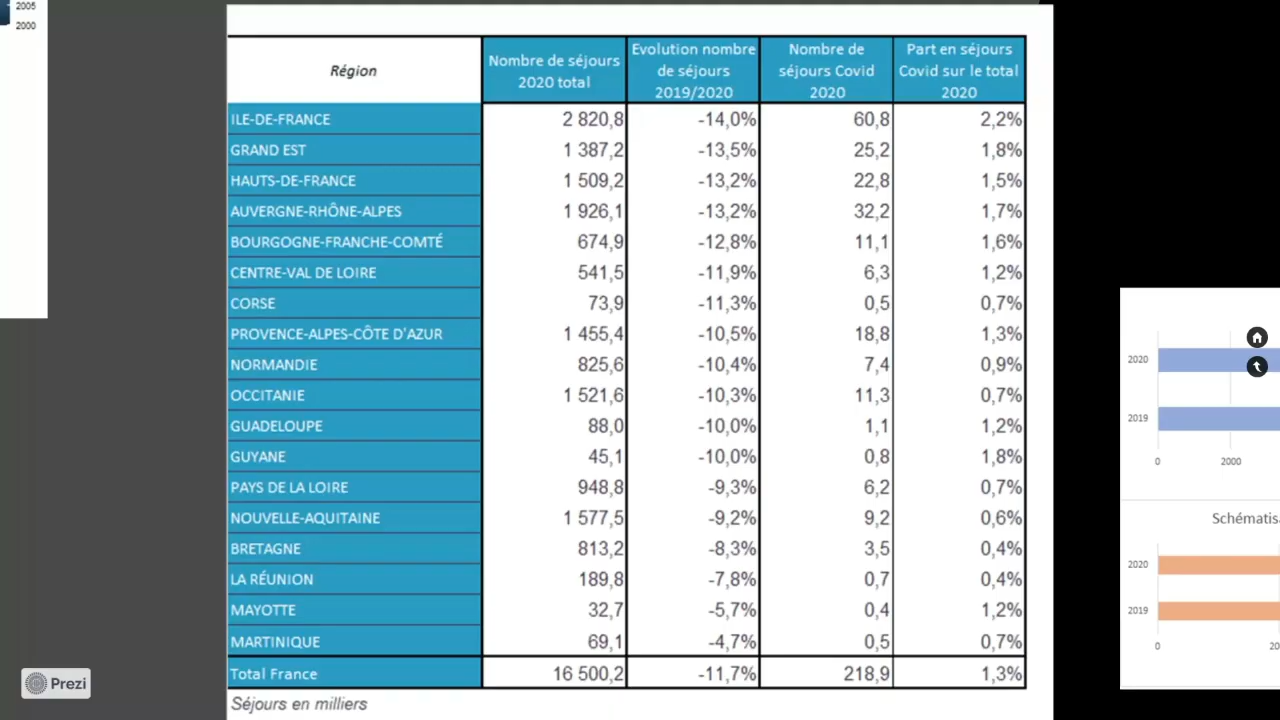 2005
2000
Région
Nombre de séjours 2020 total
Evolution nombre de séjours 2019/2020
Nombre de séjours Covid 2020
Part en séjours Covid sur le total 2020
ILE-DE-FRANCE 2 820,8 -14,0% 60,8 2,2%
GRAND EST 1 387,2 -13,5% 25,2 1,8%
HAUTS-DE-FRANCE 1 509,2 -13,2% 22,8 1,5%
AUVERGNE-RHÔNE-ALPES 1 926,1 -13,2% 32,2 1,7%
BOURGOGNE-FRANCHE-COMTÉ 674,9 -12,8% 11,1 1,6%
CENTRE-VAL DE LOIRE 541,5 -11,9% 6,3 1,2%
CORSE 73,9 -11,3% 0,5 0,7%
PROVENCE-ALPES-CÔTE D'AZUR 1 455,4 -10,5% 18,8 1,3%
NORMANDIE 825,6 -10,4% 7,4 0,9%
OCCITANIE 1 521,6 -10,3% 11,3 0,7%
GUADELOUPE 88,0 -10,0% 1,1 1,2%
GUYANE 45,1 -10,0% 0,8 1,8%
PAYS DE LA LOIRE 948,8 -9,3% 6,2 0,7%
NOUVELLE-AQUITAINE 1 577,5 -9,2% 9,2 0,6%
BRETAGNE 813,2 -8,3% 3,5 0,4%
LA RÉUNION 189,8 -7,8% 0,7 0,4%
MAYOTTE 32,7 -5,7% 0,4 1,2%
MARTINIQUE 69,1 -4,7% 0,5 0,7%
Total France 16 500,2 -11,7% 218,9 1,3%
Séjours en milliers
Prezi
2020
2019
0 2000
2020
2019
0